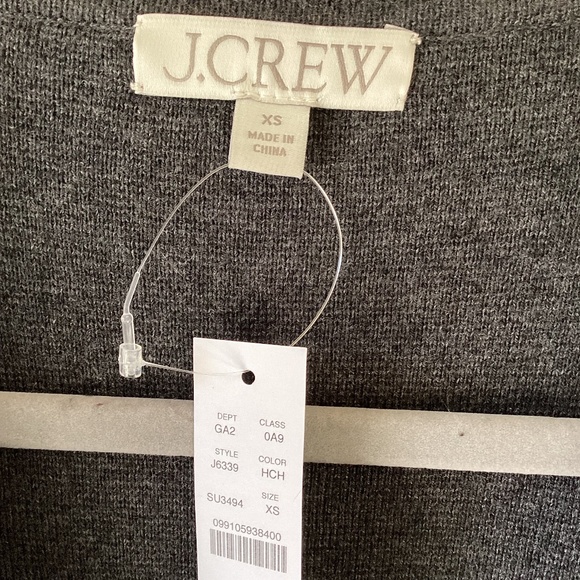 J.CREW
XS
MADE IN
CHINA
DEPT CLASS
GA2 0A9
STYLE COLOR
J6339 HCH
SU3494 SIZE
XS
099105938400